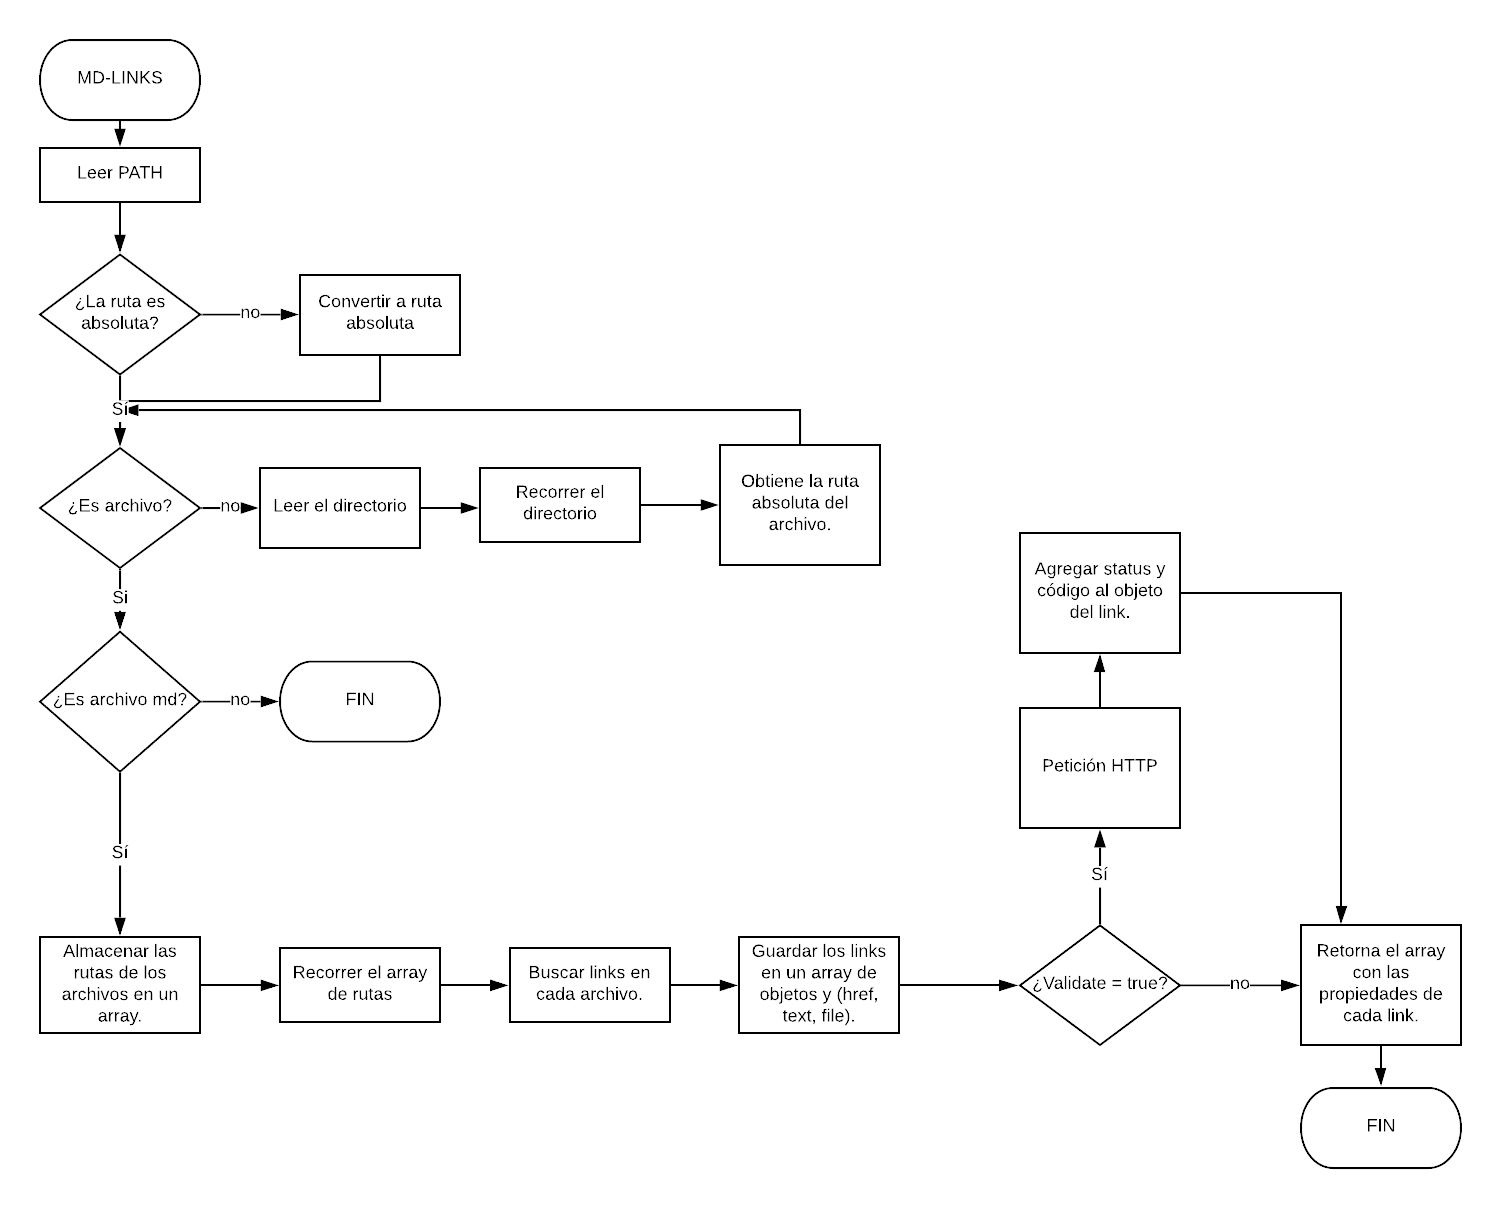 MD-LINKS
Leer PATH
¿La ruta es
absoluta?
no
Convertir a ruta
absoluta
Sí
¿Es archivo?
no
Leer el directorio
Recorrer el
directorio
Obtiene la ruta
absoluta del
archivo.
Si
¿Es archivo md?
no
FIN
Sí
Almacenar las
rutas de los
archivos en un
array.
Recorrer el array
de rutas
Buscar links en
cada archivo.
Guardar los links
en un array de
objetos y (href,
text, file).
¿Validate = true?
Sí
Petición HTTP
Agregar status y
código al objeto
del link.
no
Retorna el array
con las
propiedades de
cada link.
FIN